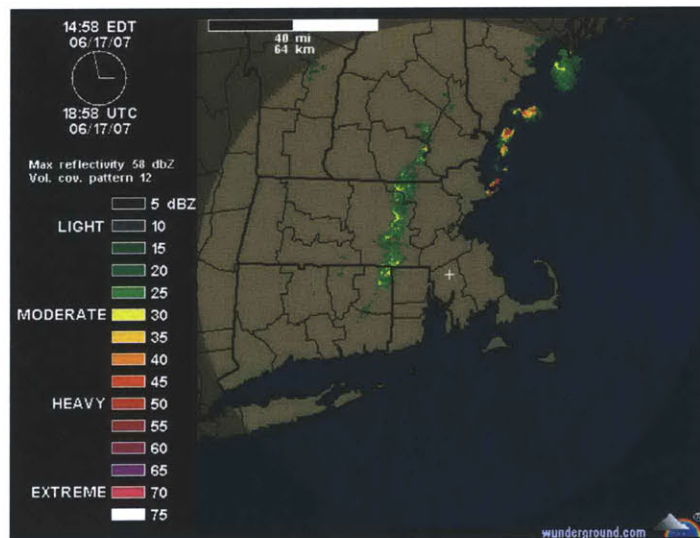 14:58 EDT
06/17/07
18:58 UTC
06/17/07
Max reflectivity 58 dbZ
Vol. cov. pattern 12
5 dBZ
LIGHT 10
15
20
25
MODERATE 30
35
40
45
HEAVY 50
55
60
65
EXTREME 70
75
40 mi
64 km
wunderground.com